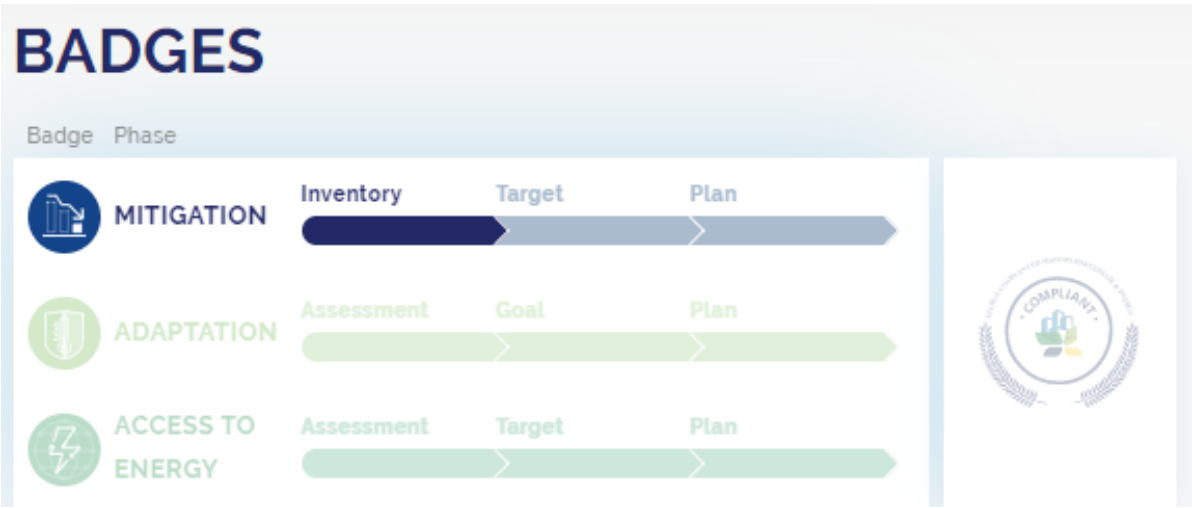 BADGES
Badge Phase
MITIGATION
Inventory Target Plan
ADAPTATION
Assessment Goal Plan
ACCESS TO
ENERGY
Assessment Target Plan
COMPLIANT